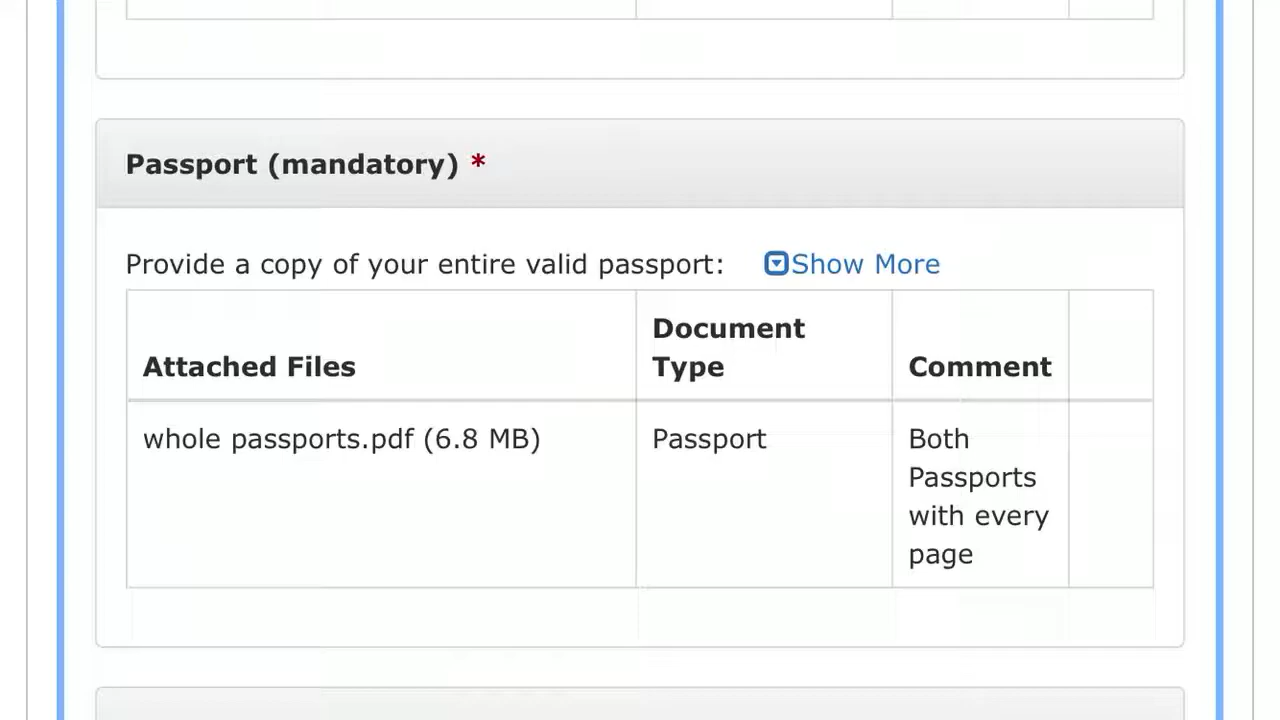 Passport (mandatory) *
Provide a copy of your entire valid passport: Show More
Attached Files
Document
Type
Comment
whole passports.pdf (6.8 MB)
Passport
Both
Passports
with every
page